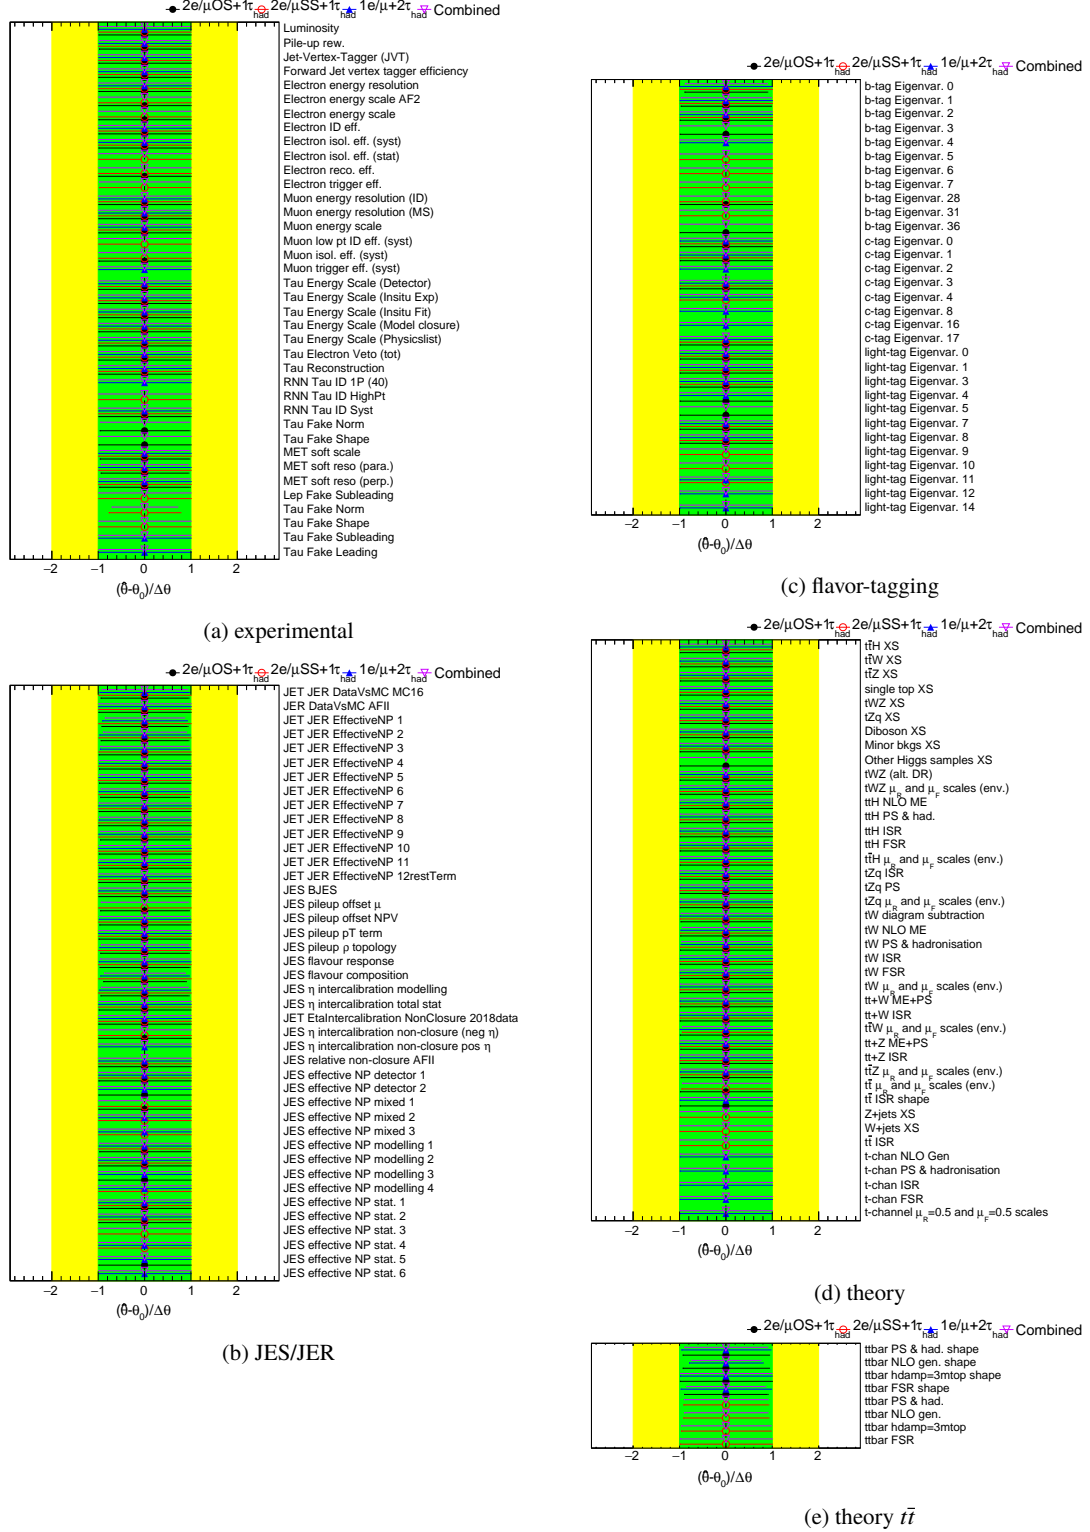 2e/μOS+1τhad 2e/μSS+1τhad 1e/μ+2τhad Combined
Luminosity
Pile-up rew.
Jet-Vertex-Tagger (JVT)
Forward Jet vertex tagger efficiency
Electron energy resolution
Electron energy scale AF2
Electron energy scale
Electron ID eff.
Electron isol. eff. (syst)
Electron isol. eff. (stat)
Electron reco. eff.
Electron trigger eff.
Muon energy resolution (ID)
Muon energy resolution (MS)
Muon energy scale
Muon low pt ID eff. (syst)
Muon isol. eff. (syst)
Muon trigger eff. (syst)
Tau Energy Scale (Detector)
Tau Energy Scale (Insitu Exp)
Tau Energy Scale (Insitu Fit)
Tau Energy Scale (Model closure)
Tau Energy Scale (Physicslist)
Tau Electron Veto (tot)
Tau Reconstruction
RNN Tau ID 1P (40)
RNN Tau ID HighPt
RNN Tau ID Syst
Tau Fake Norm
Tau Fake Shape
MET soft scale
MET soft reso (para.)
MET soft reso (perp.)
Lep Fake Subleading
Tau Fake Norm
Tau Fake Shape
Tau Fake Subleading
Tau Fake Leading
−2 −1 0 1 2
(θ̂-θ0)/Δθ
(a) experimental
2e/μOS+1τhad 2e/μSS+1τhad 1e/μ+2τhad Combined
JET JER DataVsMC MC16
JER DataVsMC AFII
JET JER EffectiveNP 1
JET JER EffectiveNP 2
JET JER EffectiveNP 3
JET JER EffectiveNP 4
JET JER EffectiveNP 5
JET JER EffectiveNP 6
JET JER EffectiveNP 7
JET JER EffectiveNP 8
JET JER EffectiveNP 9
JET JER EffectiveNP 10
JET JER EffectiveNP 11
JET JER EffectiveNP 12restTerm
JES BJES
JES pileup offset μ
JES pileup offset NPV
JES pileup pT term
JES pileup ρ topology
JES flavour response
JES flavour composition
JES η intercalibration modelling
JES η intercalibration total stat
JET EtaIntercalibration NonClosure 2018data
JES η intercalibration non-closure (neg η)
JES η intercalibration non-closure pos η
JES relative non-closure AFII
JES effective NP detector 1
JES effective NP detector 2
JES effective NP mixed 1
JES effective NP mixed 2
JES effective NP mixed 3
JES effective NP modelling 1
JES effective NP modelling 2
JES effective NP modelling 3
JES effective NP modelling 4
JES effective NP stat. 1
JES effective NP stat. 2
JES effective NP stat. 3
JES effective NP stat. 4
JES effective NP stat. 5
JES effective NP stat. 6
−2 −1 0 1 2
(θ̂-θ0)/Δθ
(b) JES/JER
2e/μOS+1τhad 2e/μSS+1τhad 1e/μ+2τhad Combined
b-tag Eigenvar. 0
b-tag Eigenvar. 1
b-tag Eigenvar. 2
b-tag Eigenvar. 3
b-tag Eigenvar. 4
b-tag Eigenvar. 5
b-tag Eigenvar. 6
b-tag Eigenvar. 7
b-tag Eigenvar. 28
b-tag Eigenvar. 31
b-tag Eigenvar. 36
c-tag Eigenvar. 0
c-tag Eigenvar. 1
c-tag Eigenvar. 2
c-tag Eigenvar. 3
c-tag Eigenvar. 4
c-tag Eigenvar. 8
c-tag Eigenvar. 16
c-tag Eigenvar. 17
light-tag Eigenvar. 0
light-tag Eigenvar. 1
light-tag Eigenvar. 3
light-tag Eigenvar. 4
light-tag Eigenvar. 5
light-tag Eigenvar. 7
light-tag Eigenvar. 8
light-tag Eigenvar. 9
light-tag Eigenvar. 10
light-tag Eigenvar. 11
light-tag Eigenvar. 12
light-tag Eigenvar. 14
−2 −1 0 1 2
(θ̂-θ0)/Δθ
(c) flavor-tagging
2e/μOS+1τhad 2e/μSS+1τhad 1e/μ+2τhad Combined
tt̄H XS
tt̄W XS
tt̄Z XS
single top XS
tWZ XS
tZq XS
Diboson XS
Minor bkgs XS
Other Higgs samples XS
tWZ (alt. DR)
tWZ μR and μF scales (env.)
ttH NLO ME
ttH PS & had.
ttH ISR
ttH FSR
tt̄H μR and μF scales (env.)
tZq ISR
tZq PS
tZq μR and μF scales (env.)
tW diagram subtraction
tW NLO ME
tW PS & hadronisation
tW ISR
tW FSR
tW μR and μF scales (env.)
tt+W ME+PS
tt+W ISR
tt̄W μR and μF scales (env.)
tt+Z ME+PS
tt+Z ISR
tt̄Z μR and μF scales (env.)
tt̄ μR and μF scales (env.)
tt̄ ISR shape
Z+jets XS
W+jets XS
tt̄ ISR
t-chan NLO Gen
t-chan PS & hadronisation
t-chan ISR
t-chan FSR
t-channel μR=0.5 and μF=0.5 scales
−2 −1 0 1 2
(θ̂-θ0)/Δθ
(d) theory
2e/μOS+1τhad 2e/μSS+1τhad 1e/μ+2τhad Combined
ttbar PS & had. shape
ttbar NLO gen. shape
ttbar hdamp=3mtop shape
ttbar FSR shape
ttbar PS & had.
ttbar NLO gen.
ttbar hdamp=3mtop
ttbar FSR
−2 −1 0 1 2
(θ̂-θ0)/Δθ
(e) theory tt̄